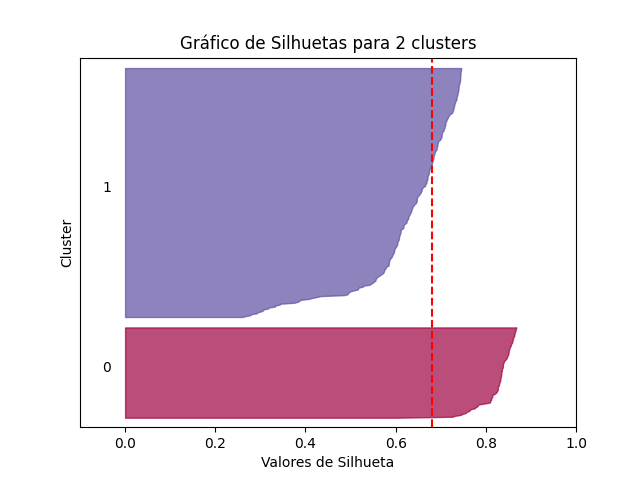 Gráfico de Silhuetas para 2 clusters
Cluster
1
0
0.0 0.2 0.4 0.6 0.8 1.0
Valores de Silhueta